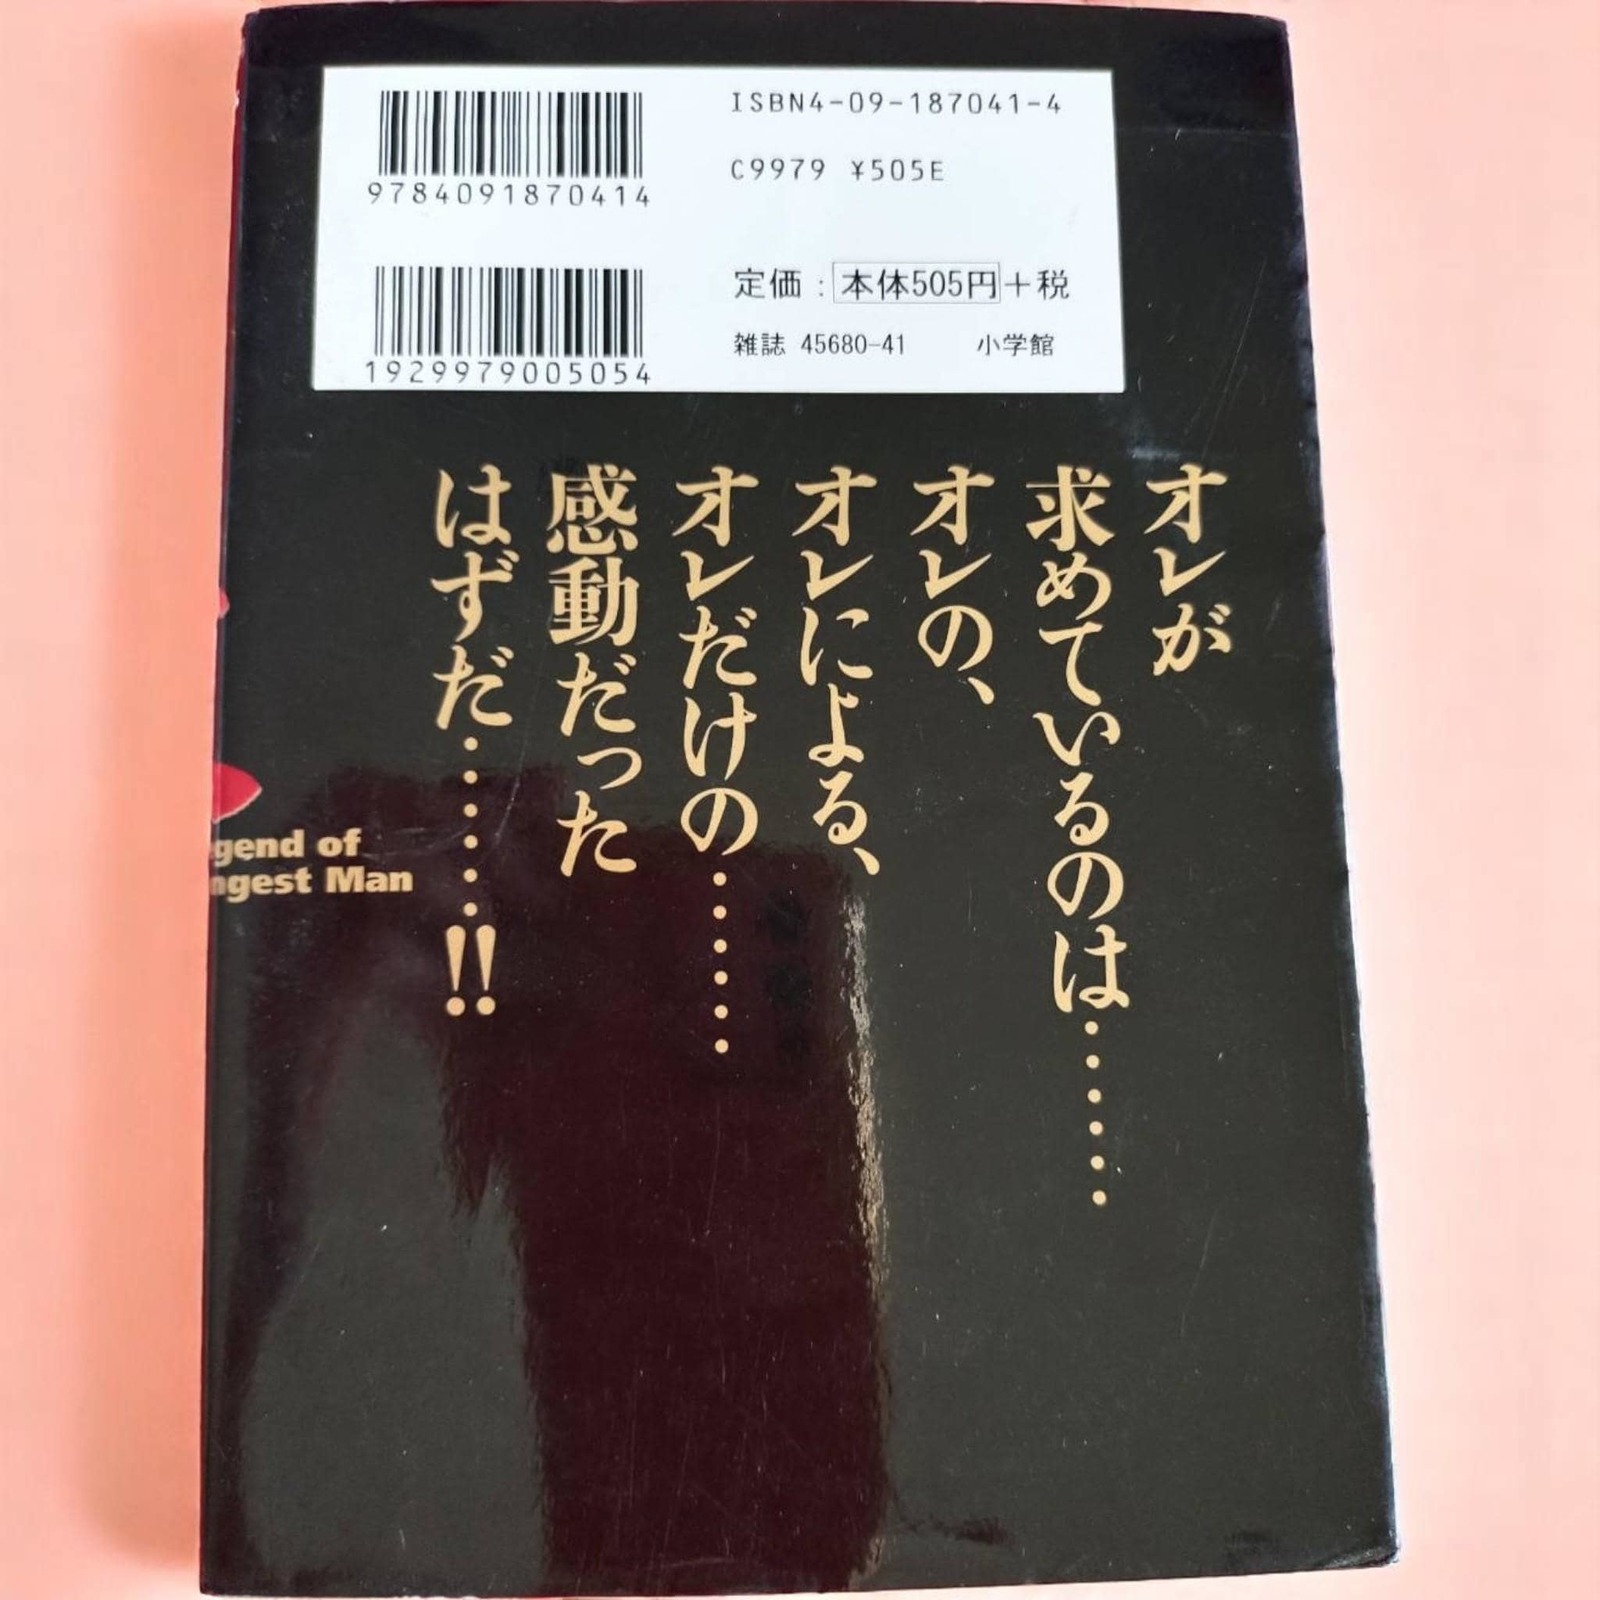 ISBN4-09-187041-4
C9979 ¥505E
9784091870414
定価：本体505円＋税
雑誌 45680-41 小学館
1929979005054
オレが
求めているのは……
オレの、
オレによる、
オレだけの……
感動だった
はずだ……!!
gend of
ngest Man